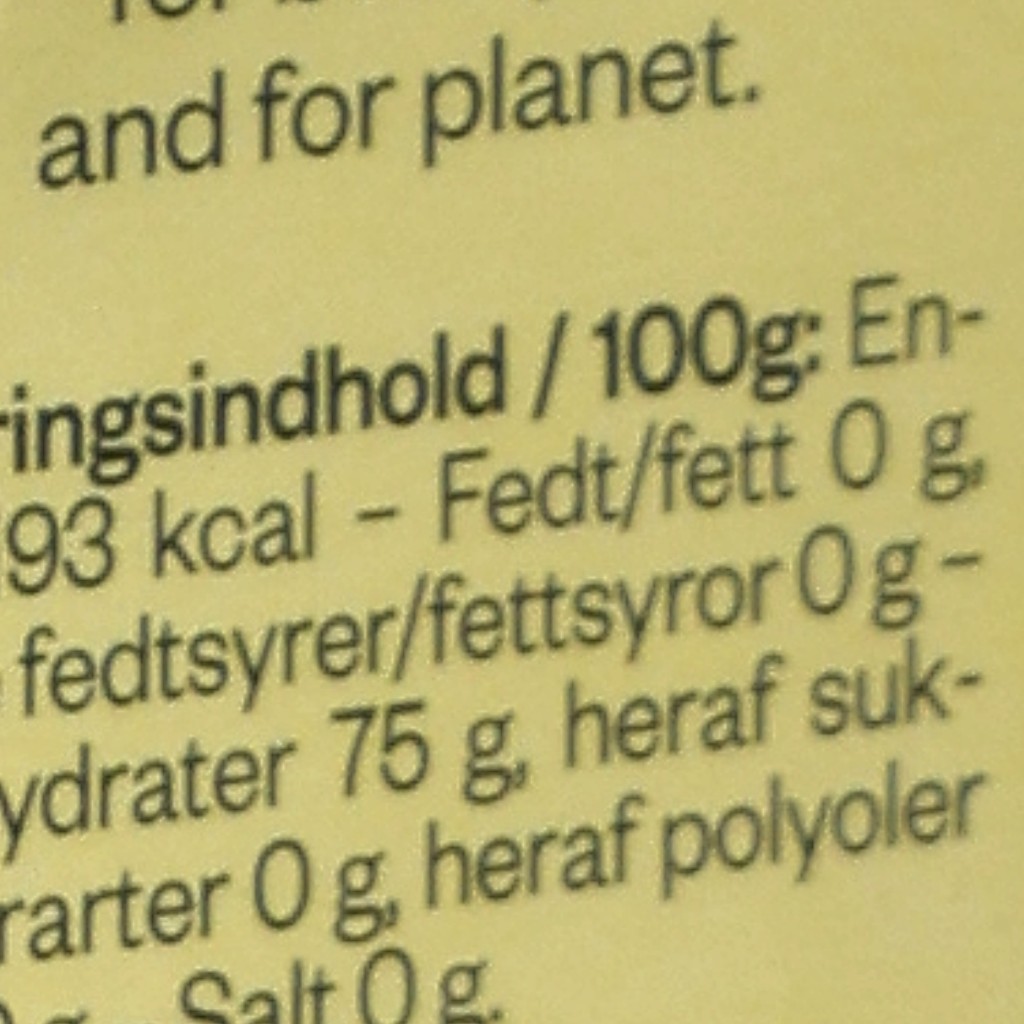 and for planet.
ringsindhold / 100g: En-
93 kcal – Fedt/fett 0 g,
fedtsyrer/fettsyror 0 g –
ydrater 75 g, heraf suk-
rarter 0 g, heraf polyoler
Salt 0 g.